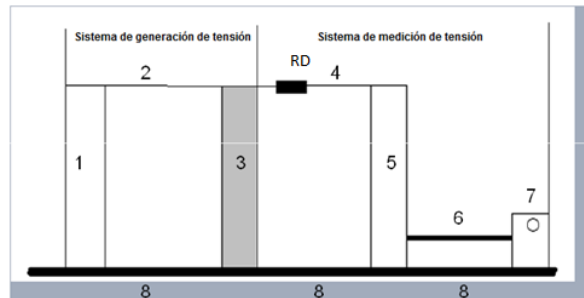 Sistema de generación de tensión Sistema de medición de tensión
RD
2 4
1 3 5
7
6
8 8 8